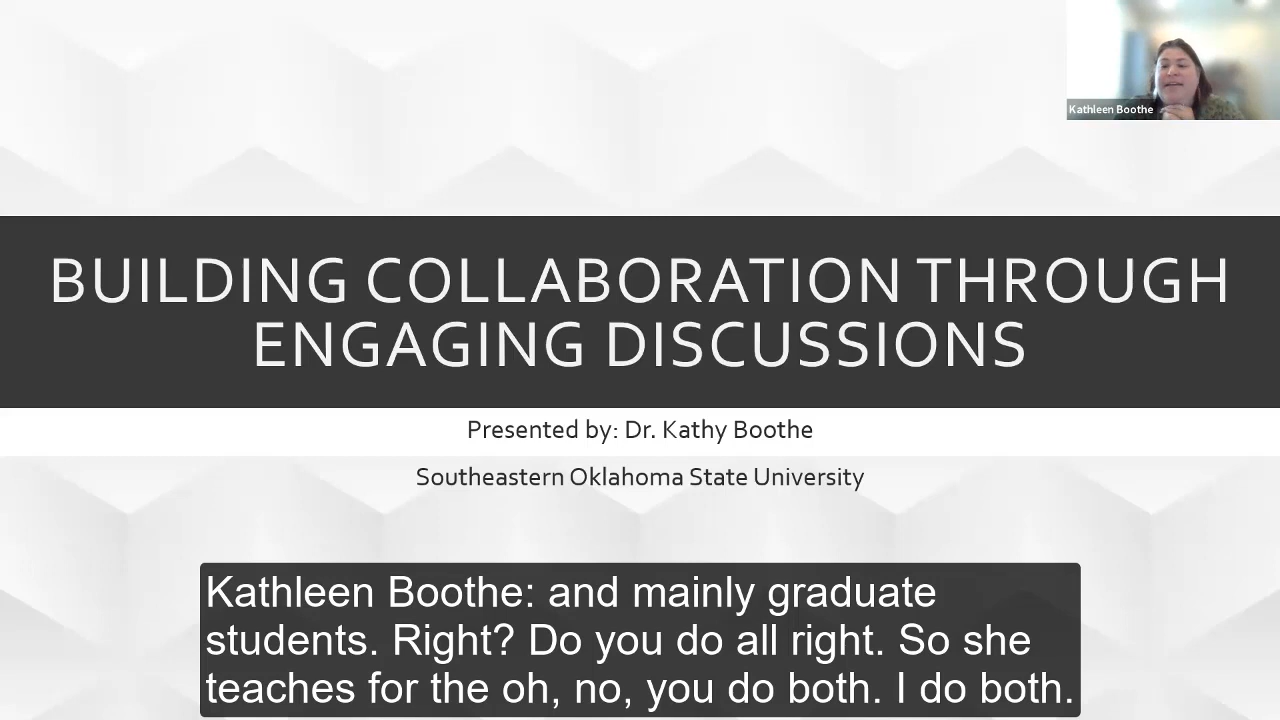 Kathleen Boothe
BUILDING COLLABORATION THROUGH
ENGAGING DISCUSSIONS
Presented by: Dr. Kathy Boothe
Southeastern Oklahoma State University
Kathleen Boothe: and mainly graduate
students. Right? Do you do all right. So she
teaches for the oh, no, you do both. I do both.